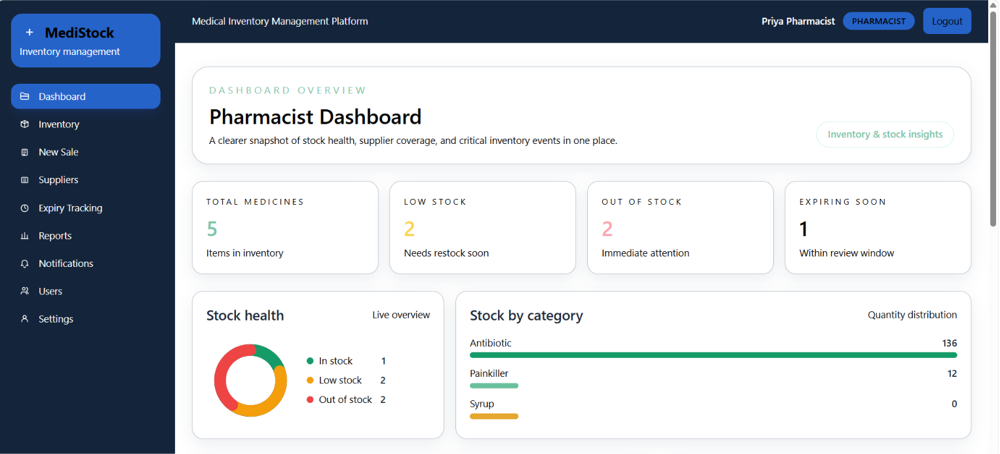 MediStock
Inventory management
Dashboard
Inventory
New Sale
Suppliers
Expiry Tracking
Reports
Notifications
Users
Settings
Medical Inventory Management Platform
Priya Pharmacist
PHARMACIST
Logout
DASHBOARD OVERVIEW
Pharmacist Dashboard
A clearer snapshot of stock health, supplier coverage, and critical inventory events in one place.
Inventory & stock insights
TOTAL MEDICINES
5
Items in inventory
LOW STOCK
2
Needs restock soon
OUT OF STOCK
2
Immediate attention
EXPIRING SOON
1
Within review window
Stock health
Live overview
In stock 1
Low stock 2
Out of stock 2
Stock by category
Quantity distribution
Antibiotic 136
Painkiller 12
Syrup 0